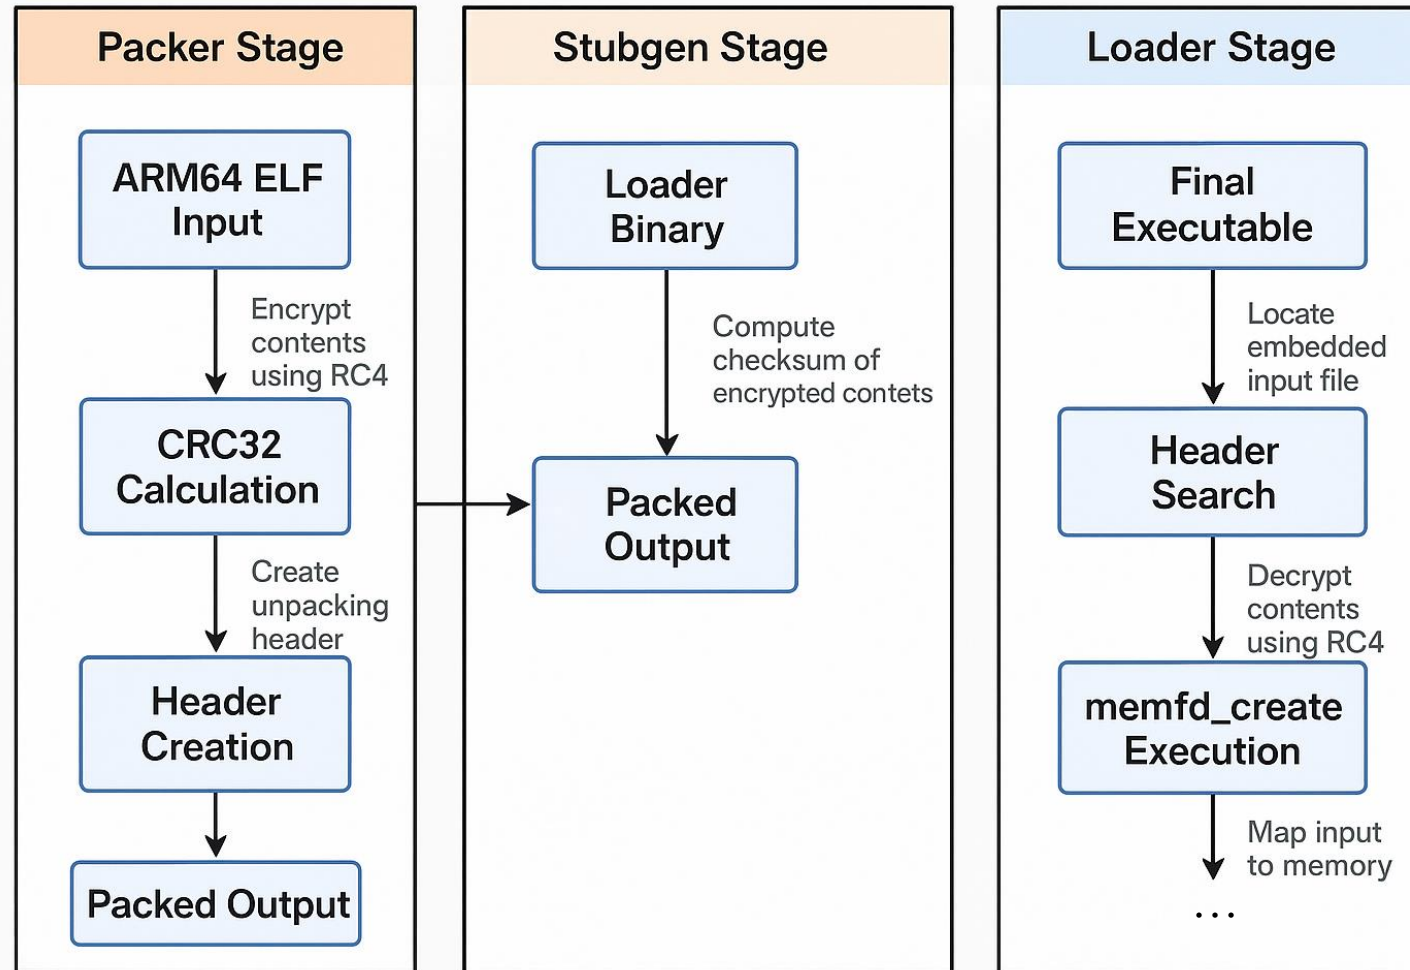 Packer Stage
ARM64 ELF
Input
Encrypt
contents
using RC4
CRC32
Calculation
Create
unpacking
header
Header
Creation
Packed Output
Stubgen Stage
Loader
Binary
Compute
checksum of
encrypted contets
Packed
Output
Loader Stage
Final
Executable
Locate
embedded
input file
Header
Search
Decrypt
contents
using RC4
memfd_create
Execution
Map input
to memory
...